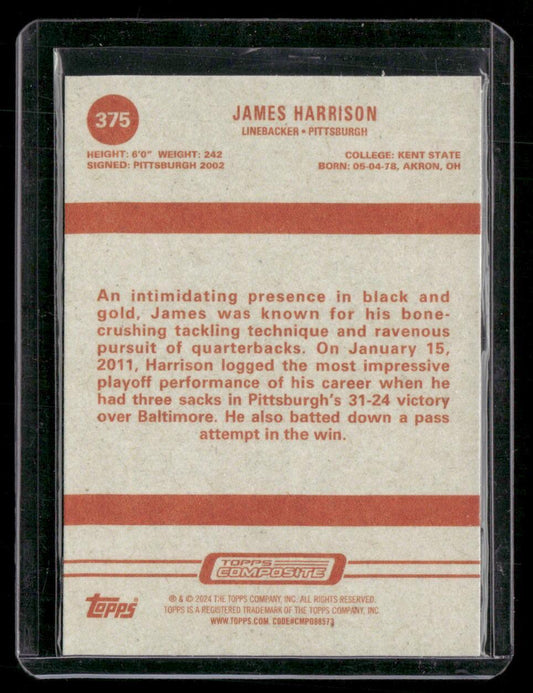 375
JAMES HARRISON
LINEBACKER • PITTSBURGH
HEIGHT: 6'0" WEIGHT: 242
SIGNED: PITTSBURGH 2002
COLLEGE: KENT STATE
BORN: 05-04-78, AKRON, OH
An intimidating presence in black and
gold, James was known for his bone-
crushing tackling technique and ravenous
pursuit of quarterbacks. On January 15,
2011, Harrison logged the most impressive
playoff performance of his career when he
had three sacks in Pittsburgh's 31-24 victory
over Baltimore. He also batted down a pass
attempt in the win.
TOPPS
COMPOSITE
topps
® & © 2024 THE TOPPS COMPANY, INC. ALL RIGHTS RESERVED.
TOPPS IS A REGISTERED TRADEMARK OF THE TOPPS COMPANY, INC.
WWW.TOPPS.COM. CODE#CMP098573